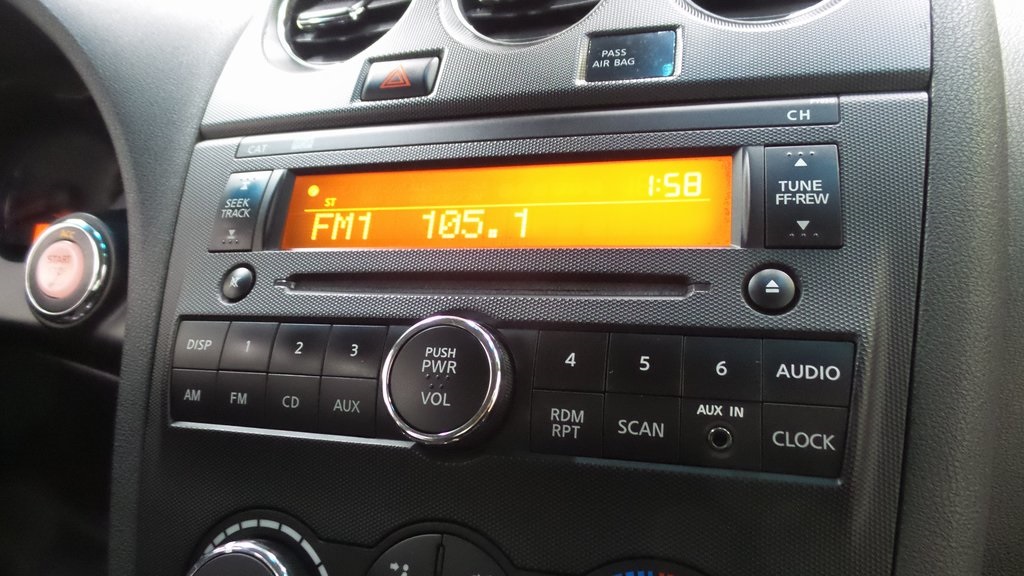 PASS
AIR BAG
CH
CAT
SEEK
TRACK
ST
1:58
FM1 105.1
TUNE
FF·REW
START
DISP 1 2 3
PUSH
PWR
VOL
4 5 6 AUDIO
AM FM CD AUX
RDM
RPT
SCAN
AUX IN
CLOCK